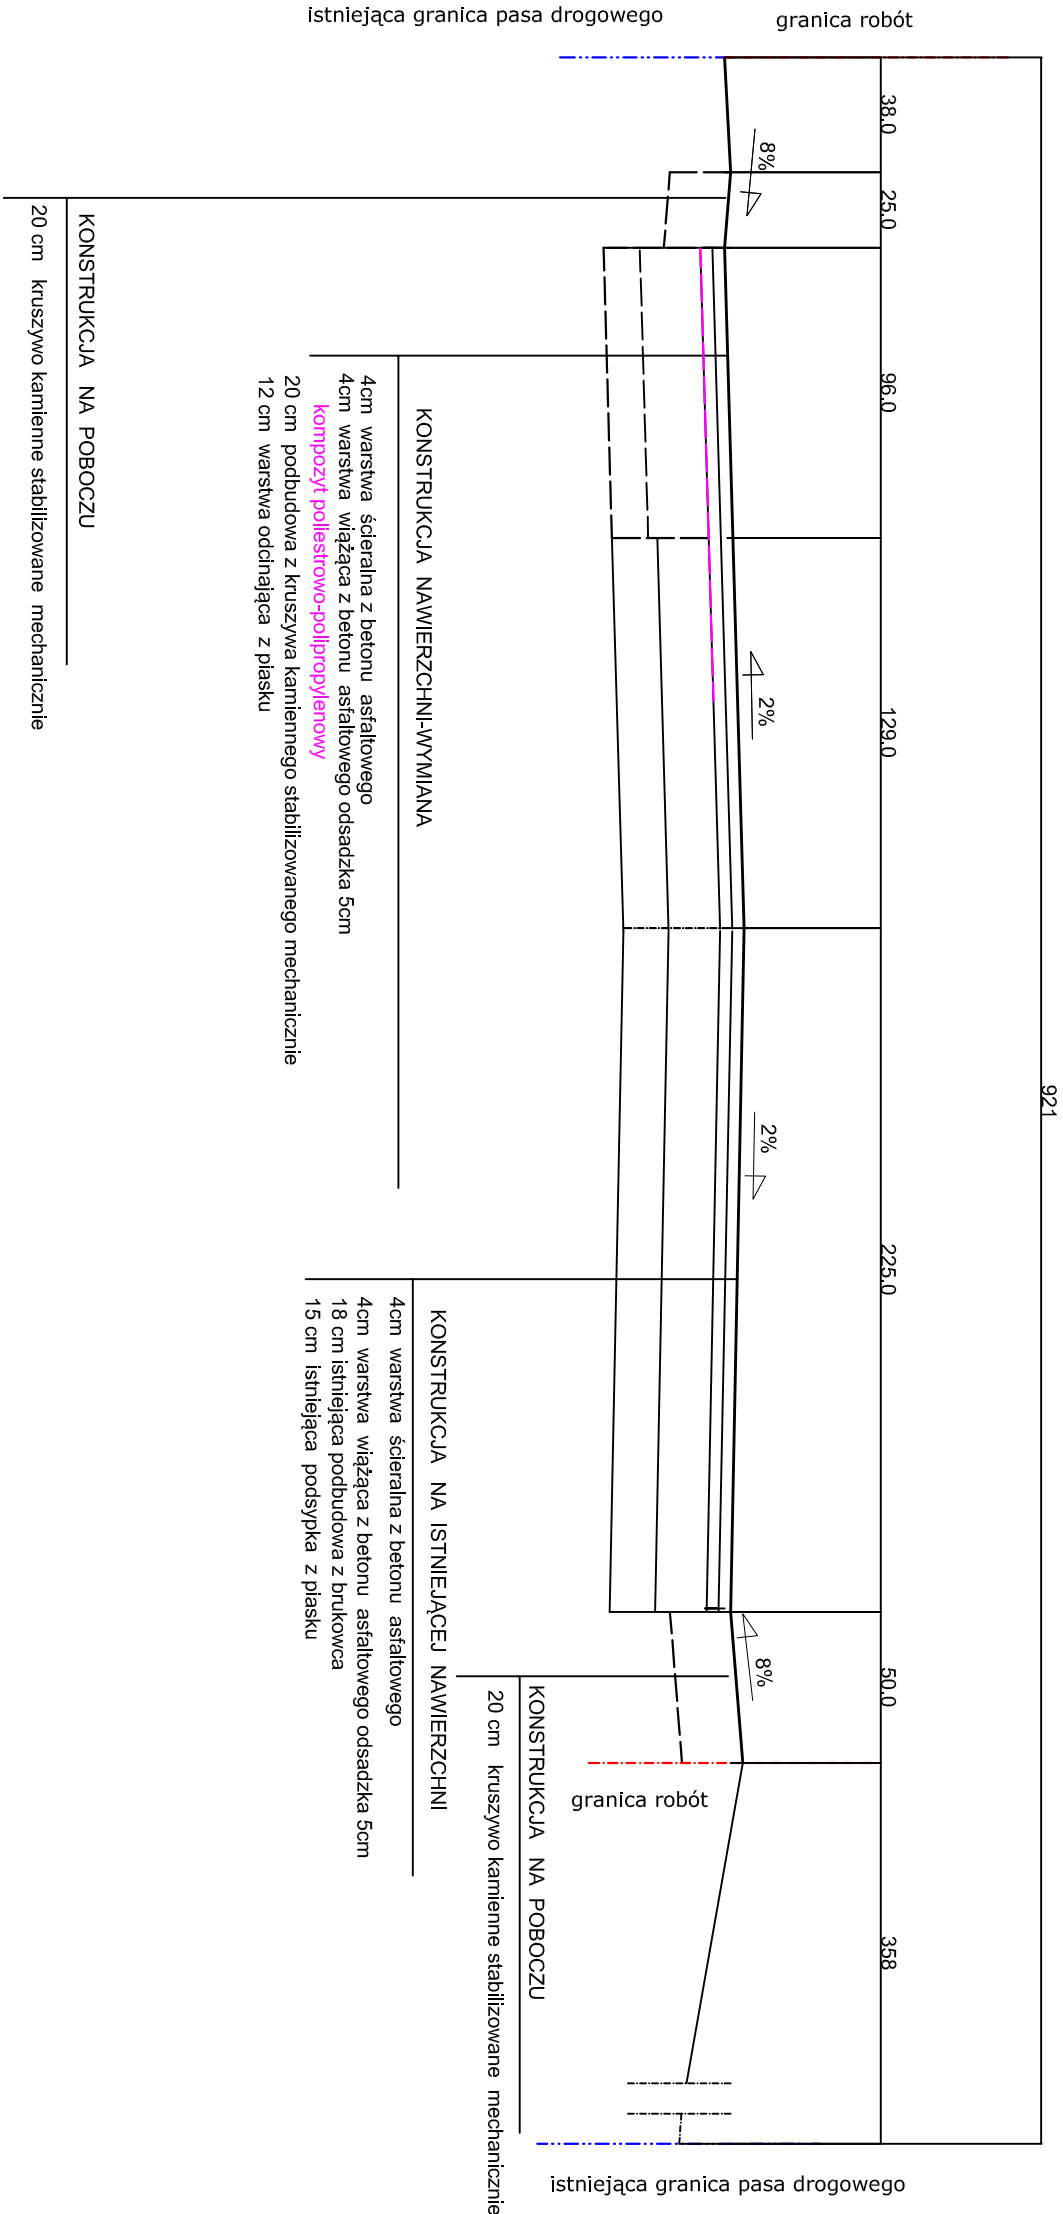 istniejąca granica pasa drogowego
granica robót
921
38.0
25.0
96.0
129.0
225.0
50.0
358
8%
2%
2%
8%
KONSTRUKCJA NA POBOCZU
20 cm kruszywo kamienne stabilizowane mechanicznie
KONSTRUKCJA NAWIERZCHNI-WYMIANA
4cm warstwa ścieralna z betonu asfaltowego
4cm warstwa wiążąca z betonu asfaltowego odsadzka 5cm
kompozyt poliestrowo-polipropylenowy
20 cm podbudowa z kruszywa kamiennego stabilizowanego mechanicznie
12 cm warstwa odcinająca z piasku
KONSTRUKCJA NA ISTNIEJĄCEJ NAWIERZCHNI
4cm warstwa ścieralna z betonu asfaltowego
4cm warstwa wiążąca z betonu asfaltowego odsadzka 5cm
18 cm istniejąca podbudowa z brukowca
15 cm istniejąca podsypka z piasku
KONSTRUKCJA NA POBOCZU
20 cm kruszywo kamienne stabilizowane mechanicznie
granica robót
istniejąca granica pasa drogowego